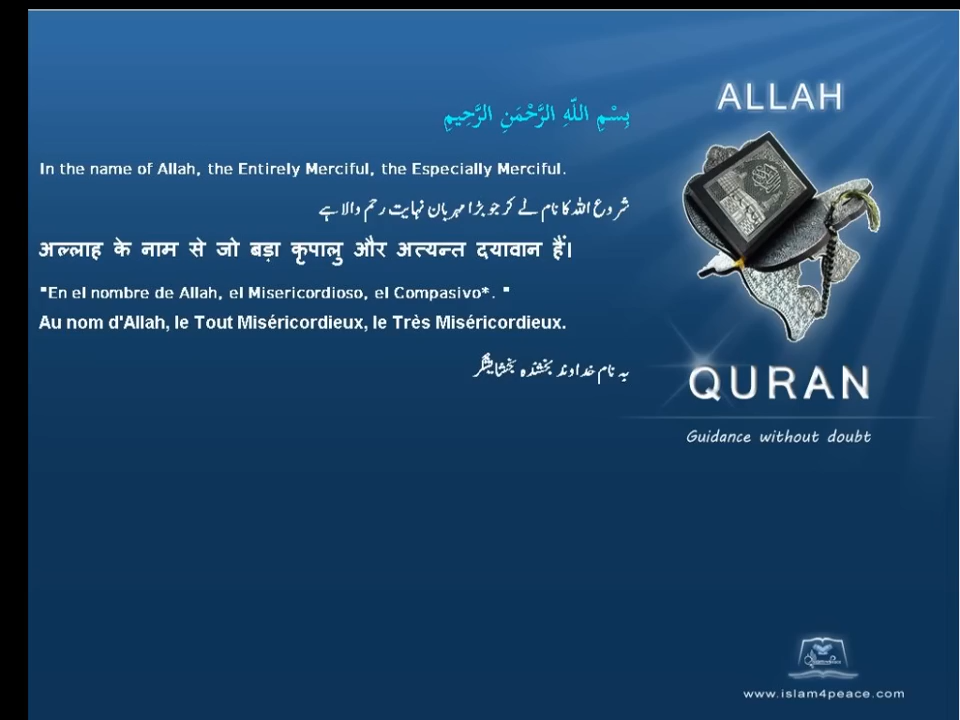 بِسْمِ اللَّهِ الرَّحْمَنِ الرَّحِيمِ
In the name of Allah, the Entirely Merciful, the Especially Merciful.
شروع اللہ کا نام لے کر جو بڑا مہربان نہایت رحم والا ہے
अल्लाह के नाम से जो बड़ा कृपालु और अत्यन्त दयावान हैं।
"En el nombre de Allah, el Misericordioso, el Compasivo*. "
Au nom d'Allah, le Tout Miséricordieux, le Très Miséricordieux.
به نام خداوند بخشنده بخشایشگر
ALLAH
QURAN
Guidance without doubt
www.islam4peace.com